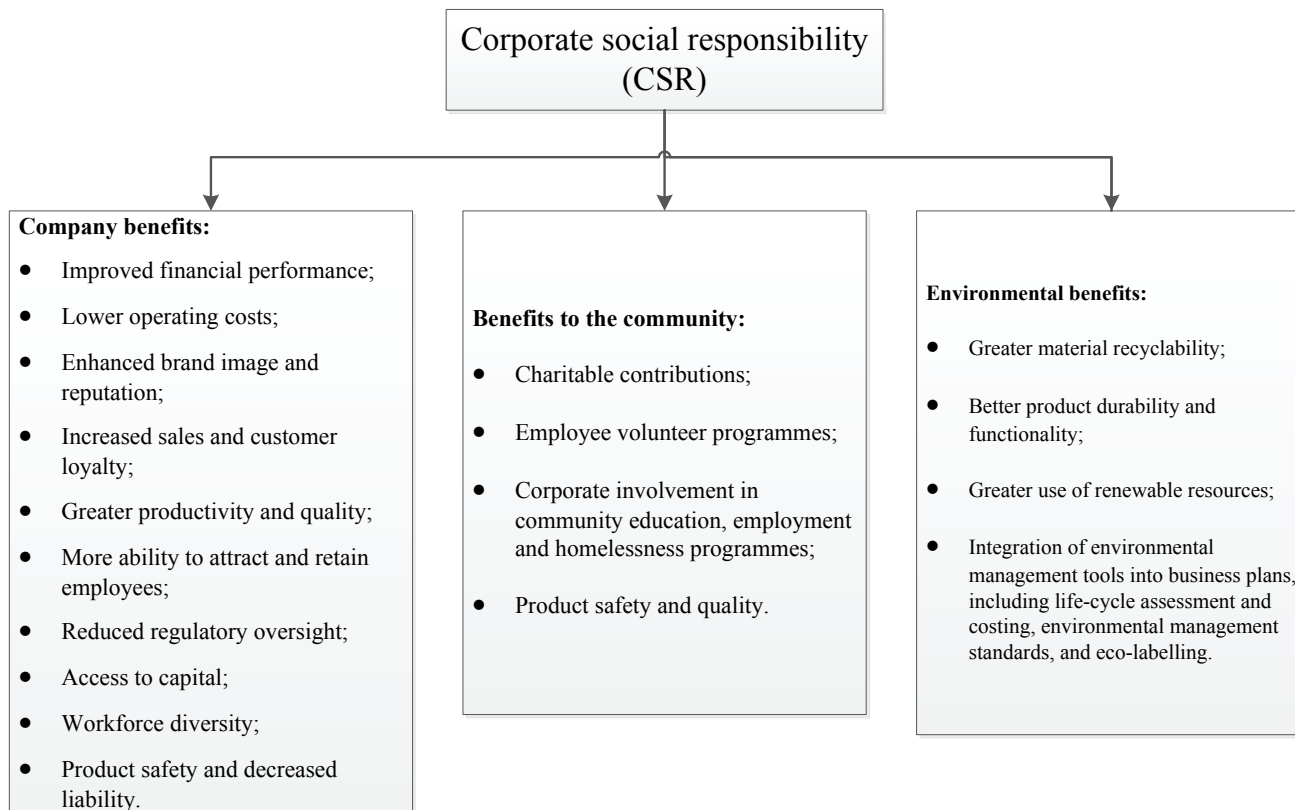 Corporate social responsibility
(CSR)
Company benefits:
● Improved financial performance;
● Lower operating costs;
● Enhanced brand image and
reputation;
● Increased sales and customer
loyalty;
● Greater productivity and quality;
● More ability to attract and retain
employees;
● Reduced regulatory oversight;
● Access to capital;
● Workforce diversity;
● Product safety and decreased
liability.
Benefits to the community:
● Charitable contributions;
● Employee volunteer programmes;
● Corporate involvement in
community education, employment
and homelessness programmes;
● Product safety and quality.
Environmental benefits:
● Greater material recyclability;
● Better product durability and
functionality;
● Greater use of renewable resources;
● Integration of environmental
management tools into business plans,
including life-cycle assessment and
costing, environmental management
standards, and eco-labelling.